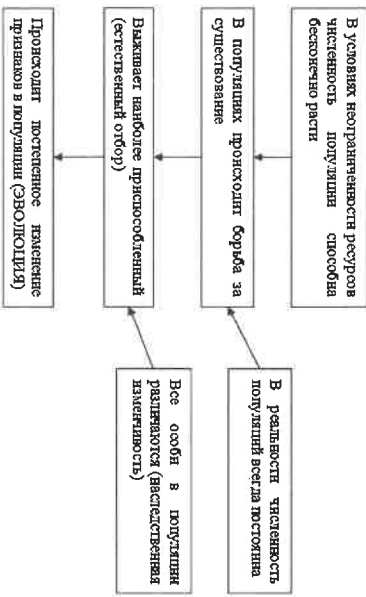 В условиях неограниченности ресурсов
численность популяции способна
бесконечно расти
В реальности численность
популяций всегда постоянна
В популяциях происходит борьба за
существование
Все особи в популяции
различаются (наследственная
изменчивость)
Выживает наиболее приспособленный
(естественный отбор)
Происходит постепенное изменение
признаков в популяции (ЭВОЛЮЦИЯ)